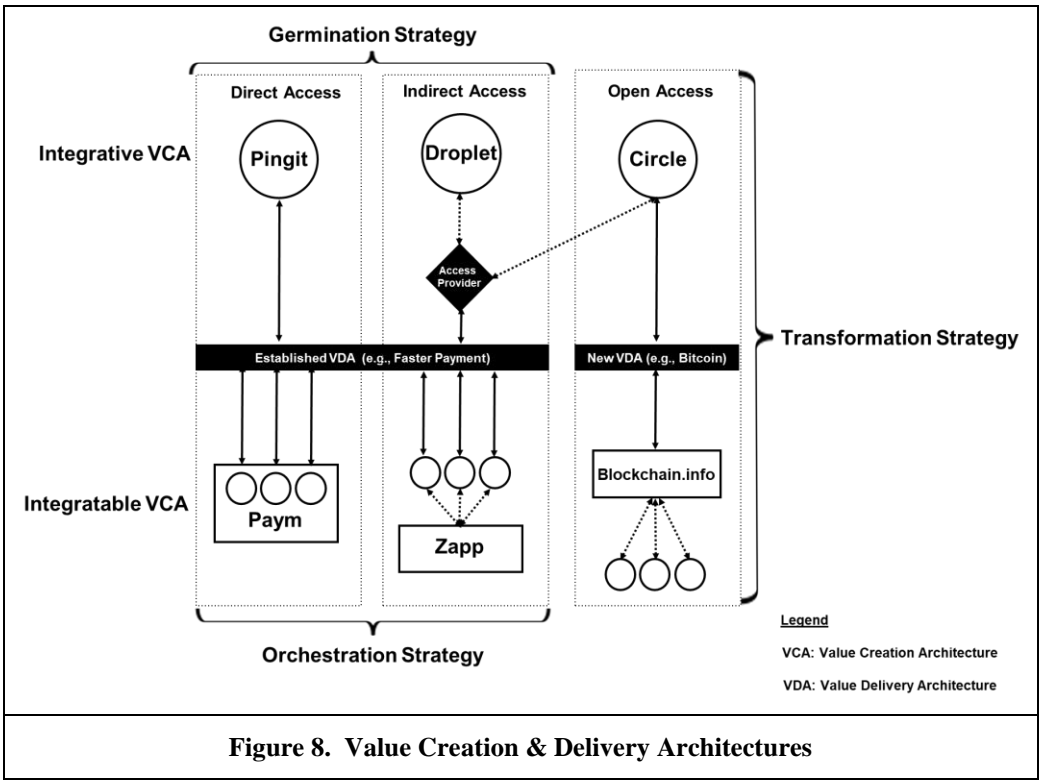 Germination Strategy
Direct Access
Indirect Access
Open Access
Integrative VCA
Pingit
Droplet
Circle
Access
Provider
Transformation Strategy
Established VDA (e.g., Faster Payment)
New VDA (e.g., Bitcoin)
Integratable VCA
Paym
Zapp
Blockchain.info
Orchestration Strategy
Legend
VCA: Value Creation Architecture
VDA: Value Delivery Architecture
Figure 8. Value Creation & Delivery Architectures